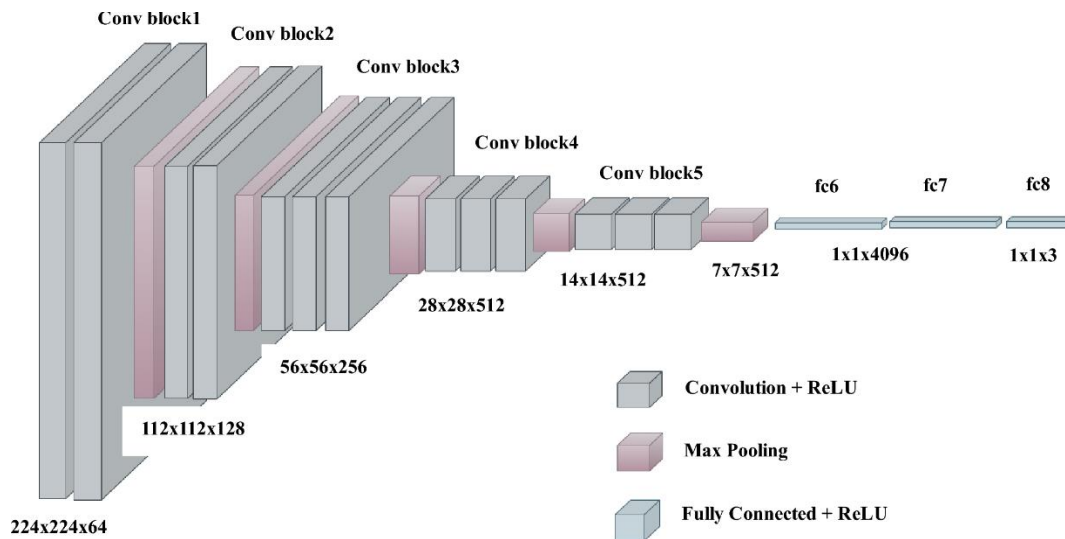 Conv block1
Conv block2
Conv block3
Conv block4
Conv block5
fc6
fc7
fc8
224x224x64
112x112x128
56x56x256
28x28x512
14x14x512
7x7x512
1x1x4096
1x1x3
Convolution + ReLU
Max Pooling
Fully Connected + ReLU